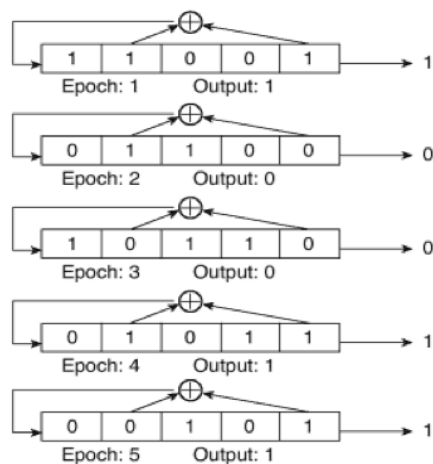 1 1 0 0 1 1
Epoch: 1 Output: 1
0 1 1 0 0 0
Epoch: 2 Output: 0
1 0 1 1 0 0
Epoch: 3 Output: 0
0 1 0 1 1 1
Epoch: 4 Output: 1
0 0 1 0 1 1
Epoch: 5 Output: 1